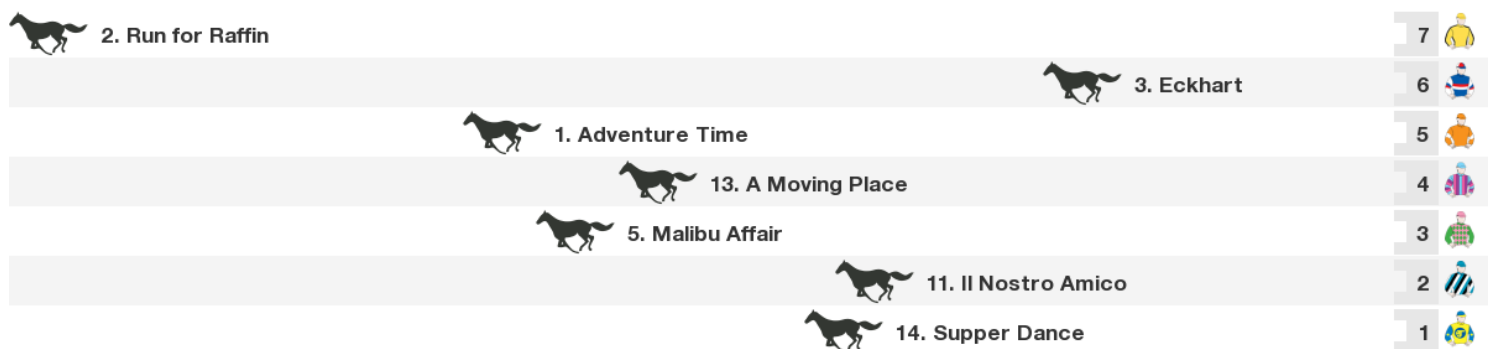 2. Run for Raffin 7
3. Eckhart 6
1. Adventure Time 5
13. A Moving Place 4
5. Malibu Affair 3
11. Il Nostro Amico 2
14. Supper Dance 1